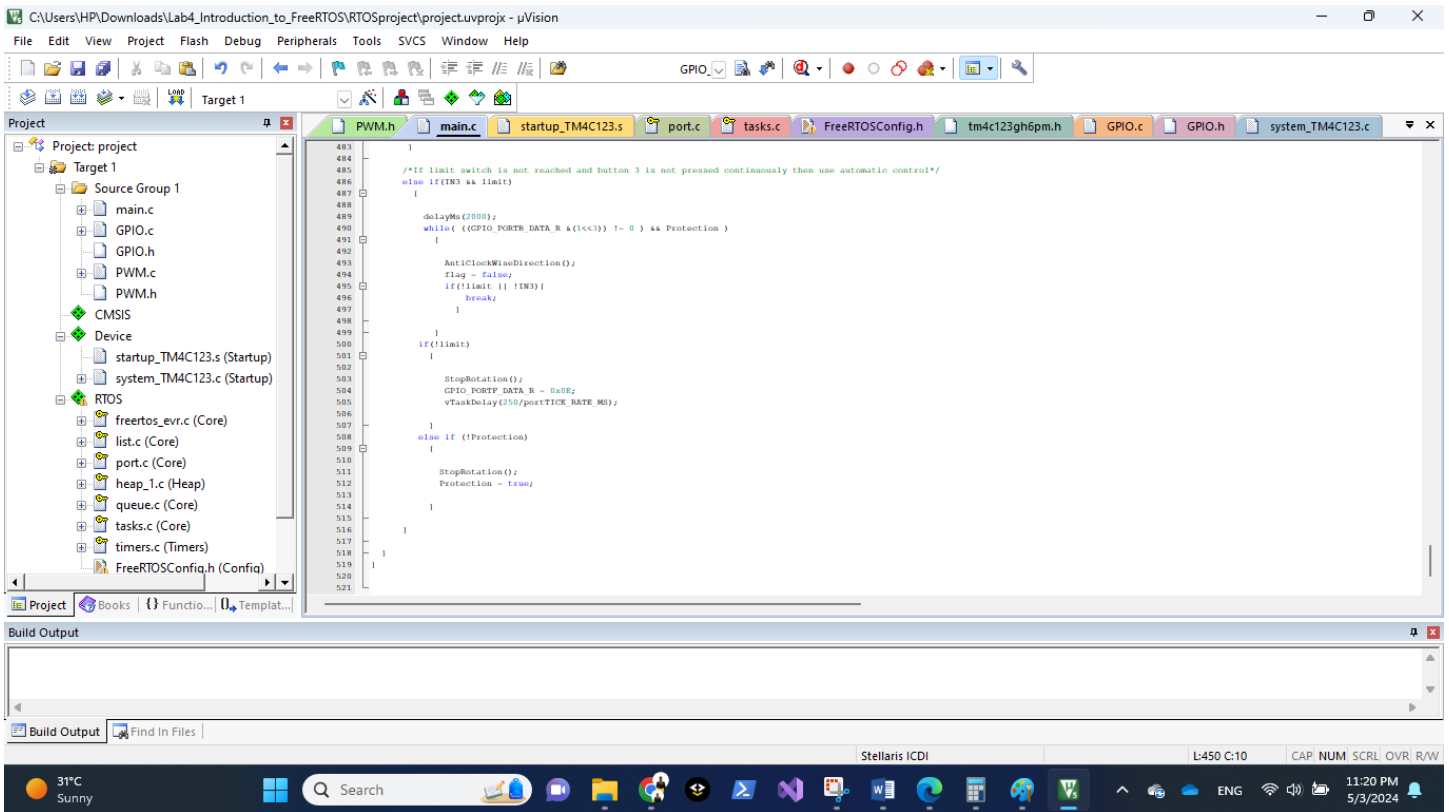 C:\Users\HP\Downloads\Lab4_Introduction_to_FreeRTOS\RTOSproject\project.uvprojx - µVision
File Edit View Project Flash Debug Peripherals Tools SVCS Window Help
GPIO_
LOAD Target 1
Project
PWM.h main.c startup_TM4C123.s port.c tasks.c FreeRTOSConfig.h tm4c123gh6pm.h GPIO.c GPIO.h system_TM4C123.c
Project: project
Target 1
Source Group 1
main.c
GPIO.c
GPIO.h
PWM.c
PWM.h
CMSIS
Device
startup_TM4C123.s (Startup)
system_TM4C123.c (Startup)
RTOS
freertos_evr.c (Core)
list.c (Core)
port.c (Core)
heap_1.c (Heap)
queue.c (Core)
tasks.c (Core)
timers.c (Timers)
FreeRTOSConfig.h (Config)
Project Books {} Functio... Templat...
483 }
484
485 /*If limit switch is not reached and button 3 is not pressed continuously then use automatic control*/
486 else if(IN3 && limit)
487 {
488
489 delayMs(2000);
490 while( ((GPIO_PORTB_DATA_R &(1<<3)) != 0 ) && Protection )
491 {
492
493 AntiClockWiseDirection();
494 flag = false;
495 if(!limit || !IN3){
496 break;
497 }
498
499 }
500 if(!limit)
501 {
502
503 StopRotation();
504 GPIO_PORTF_DATA_R = 0x0E;
505 vTaskDelay(250/portTICK_RATE_MS);
506
507 }
508 else if (!Protection)
509 {
510
511 StopRotation();
512 Protection = true;
513
514 }
515
516 }
517
518 }
519 }
520
521
Build Output
Build Output Find In Files
Stellaris ICDI L:450 C:10 CAP NUM SCRL OVR R/W
31°C
Sunny
Search
ENG
11:20 PM
5/3/2024